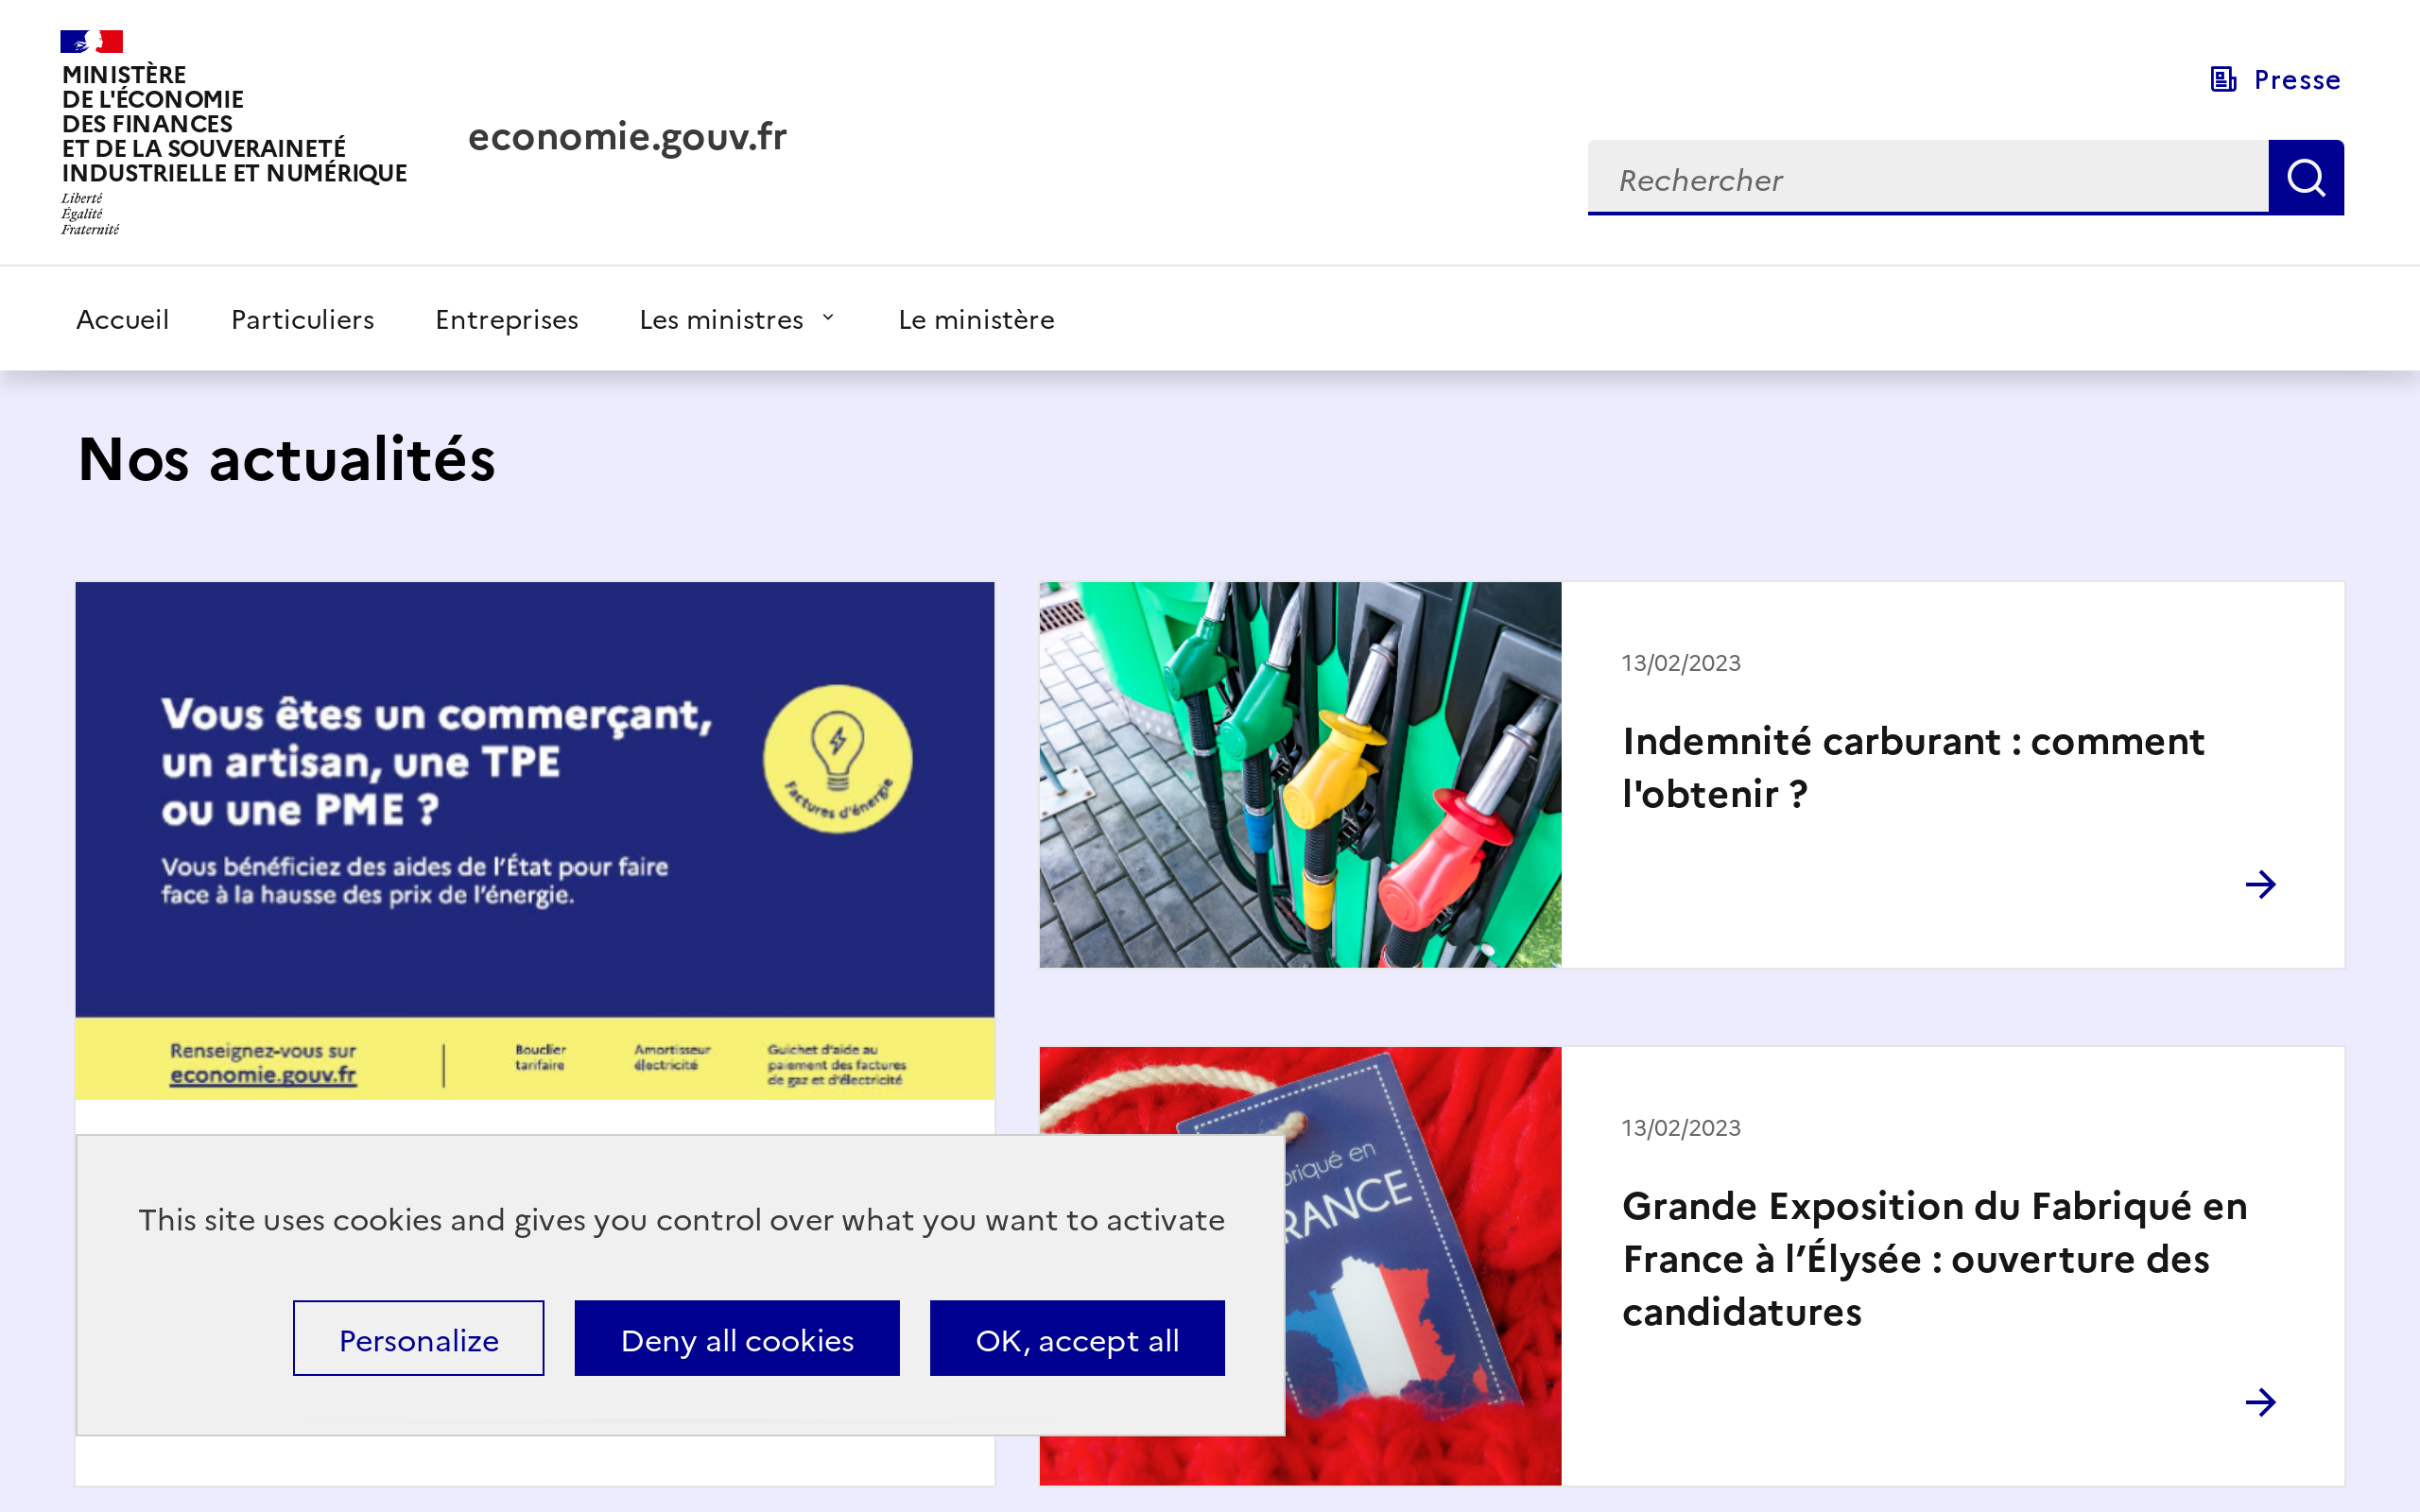 MINISTÈRE
DE L'ÉCONOMIE
DES FINANCES
ET DE LA SOUVERAINETÉ
INDUSTRIELLE ET NUMÉRIQUE
Liberté
Égalité
Fraternité
economie.gouv.fr
Presse
Rechercher
Accueil
Particuliers
Entreprises
Les ministres
Le ministère
Nos actualités
Vous êtes un commerçant,
un artisan, une TPE
ou une PME ?
Vous bénéficiez des aides de l’État pour faire
face à la hausse des prix de l’énergie.
Factures d'énergie
Renseignez-vous sur
economie.gouv.fr
Bouclier
tarifaire
Amortisseur
électricité
Guichet d'aide au
paiement des factures
de gaz et d'électricité
13/02/2023
Indemnité carburant : comment
l'obtenir ?
13/02/2023
Grande Exposition du Fabriqué en
France à l’Élysée : ouverture des
candidatures
en
This site uses cookies and gives you control over what you want to activate
Personalize
Deny all cookies
OK, accept all